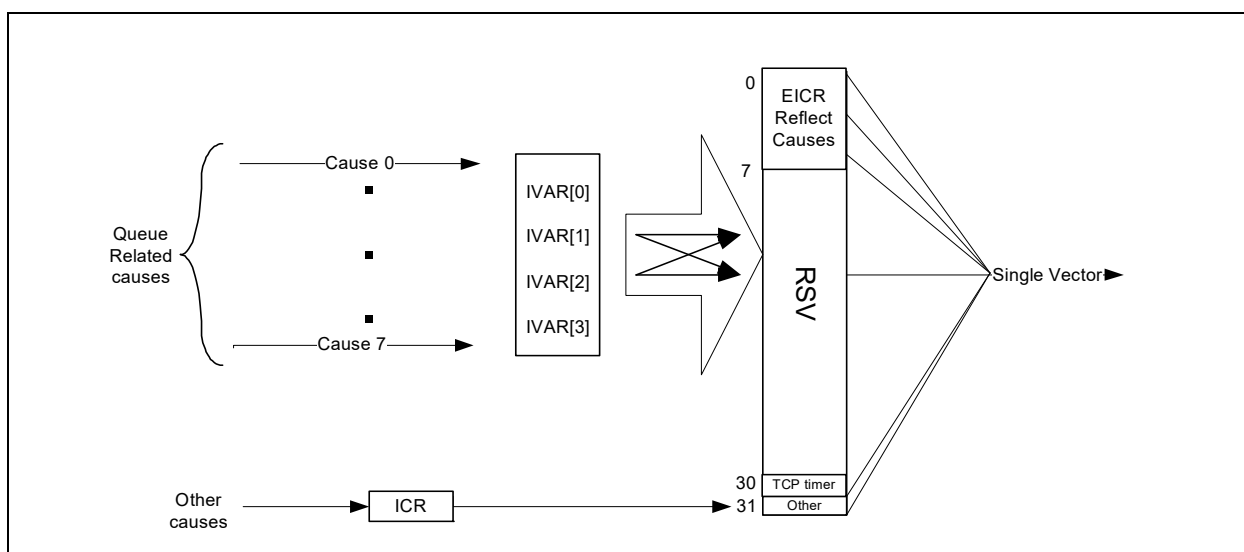 Queue
Related
causes
Cause 0
Cause 7
IVAR[0]
IVAR[1]
IVAR[2]
IVAR[3]
0
EICR
Reflect
Causes
7
RSV
Single Vector
30
TCP timer
31
Other
Other
causes
ICR